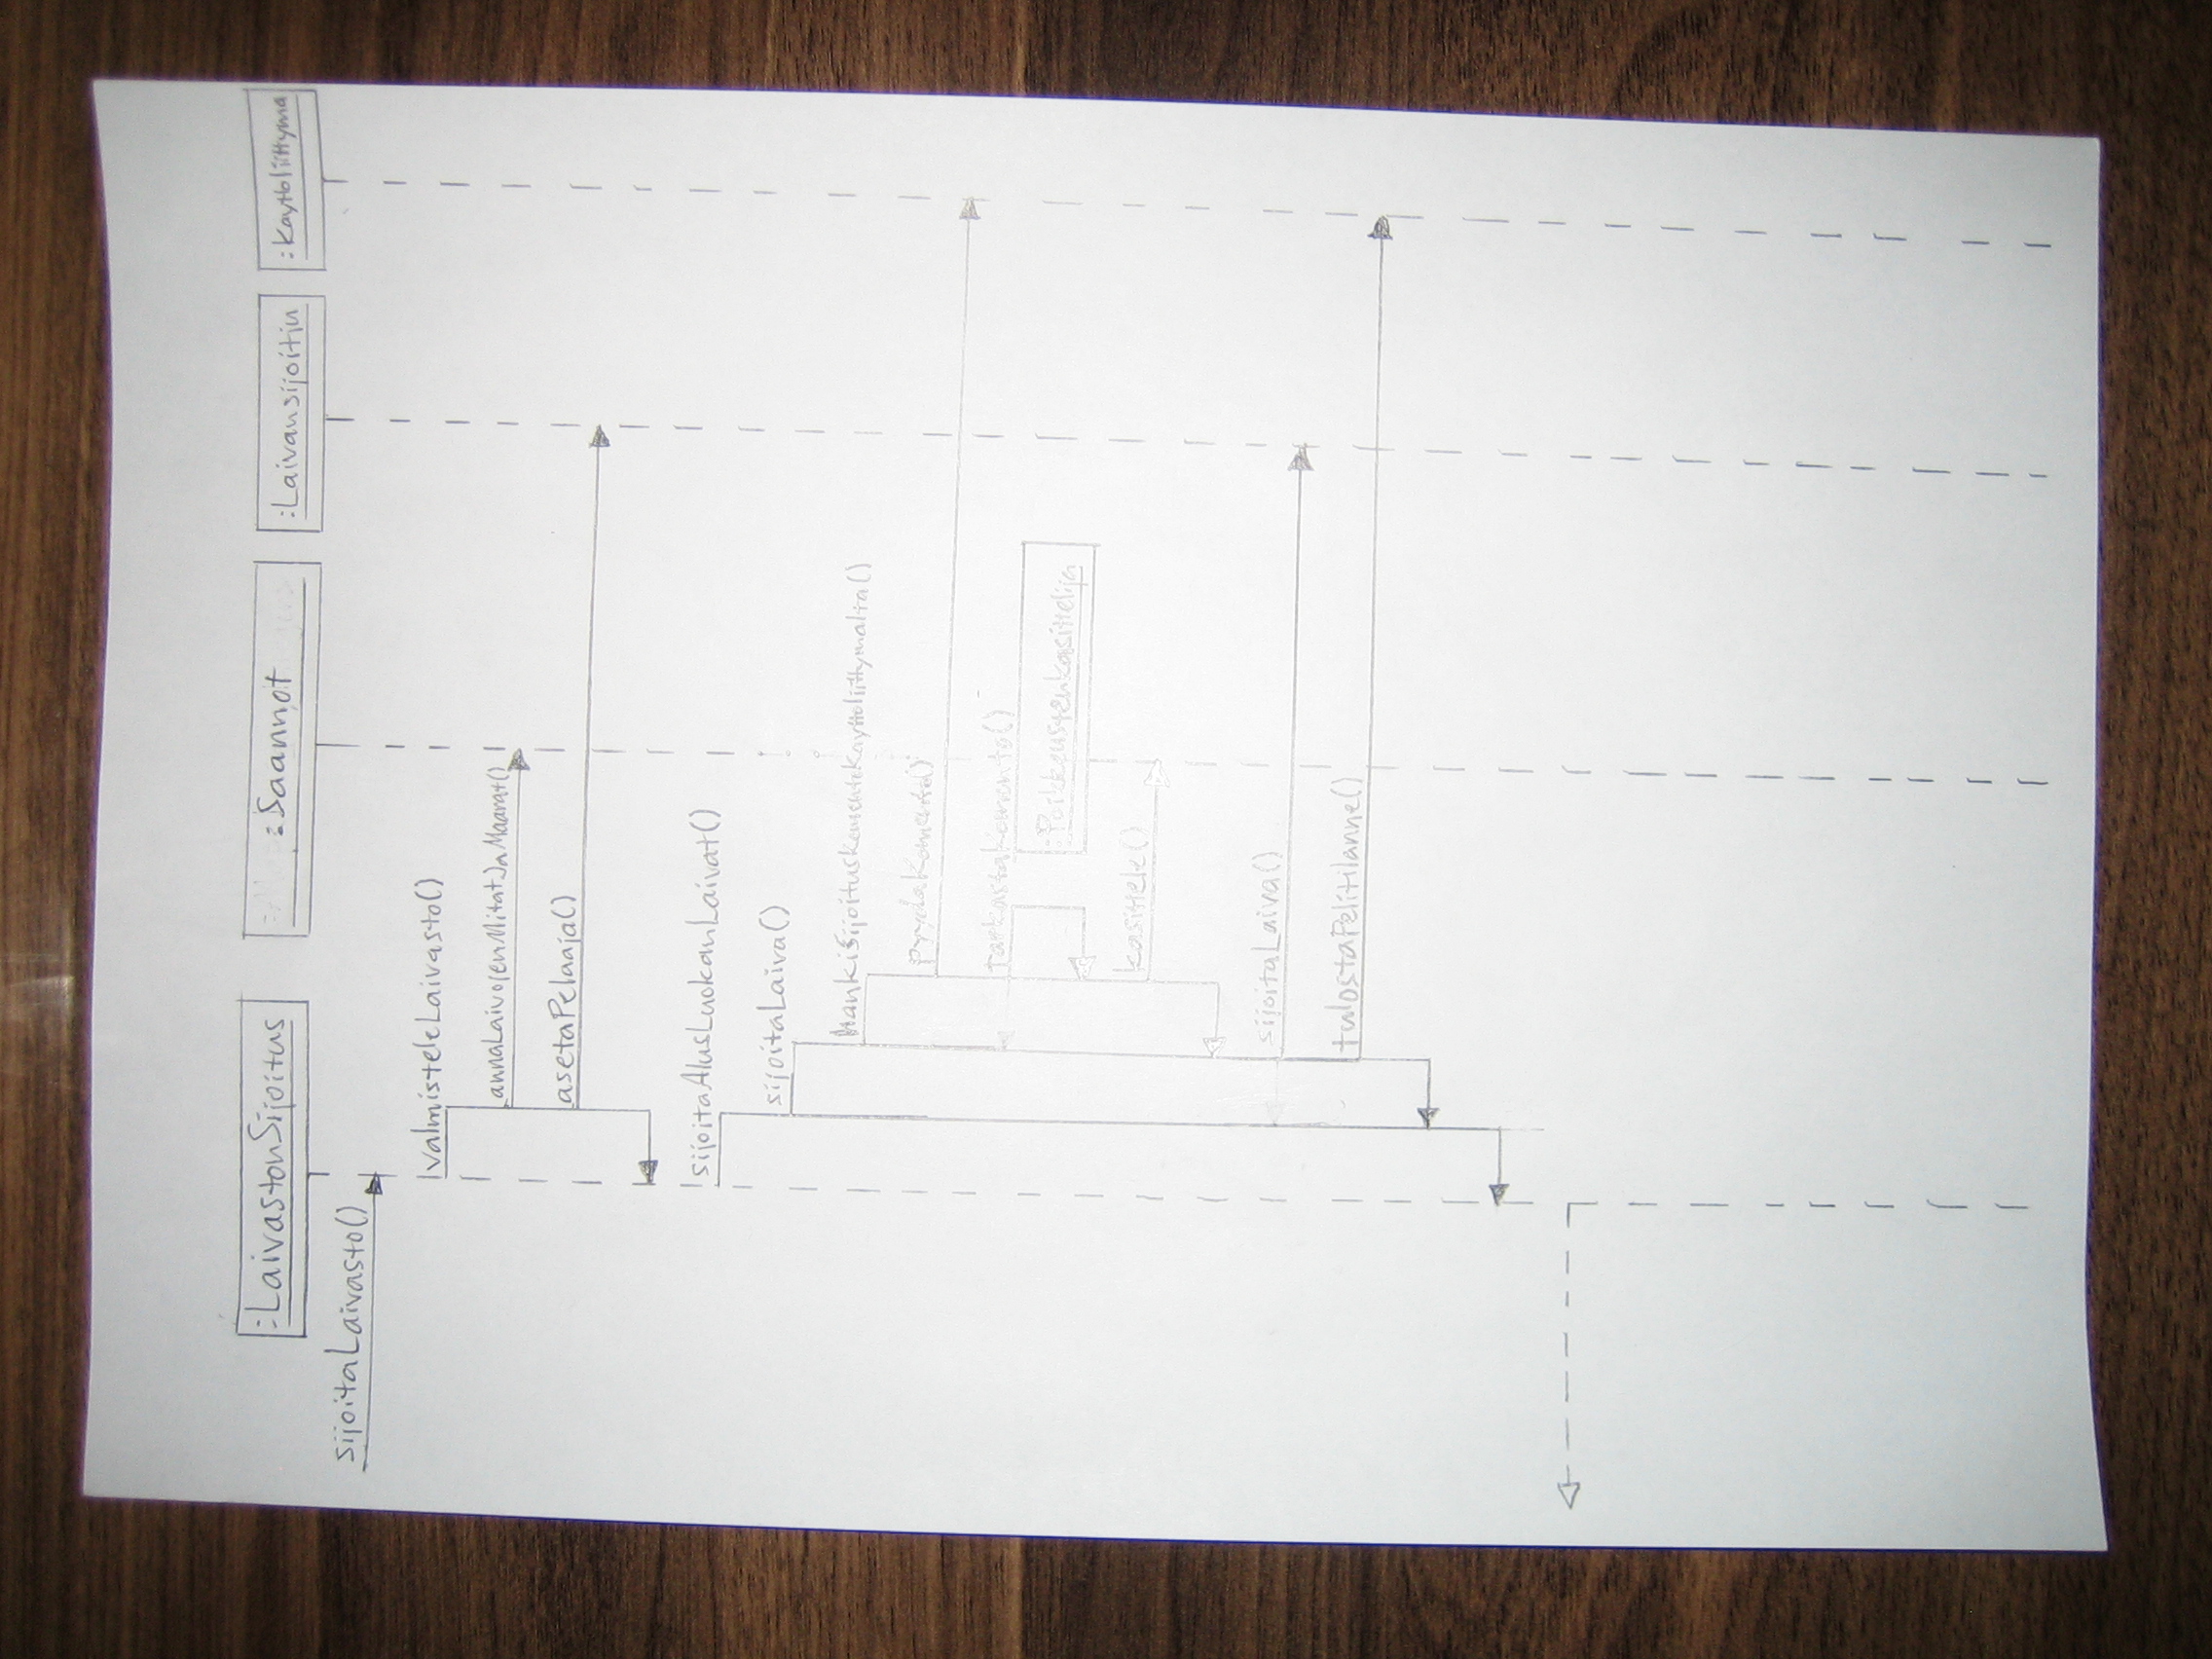 :LaivastonSijoitus
:Saannot
:Laivansijoitin
:Kayttoliittyma
sijoitaLaivasto()
valmisteleLaivasto()
annaLaivojenMitatJaMaarat()
asetaPelaaja()
sijoitaAlusLuokanLaivat()
sijoitaLaiva()
HankiSijoitusKomentoKayttoliittymalta()
pyydaKomento()
TarkastaKomento()
:Poikkeustenkasittelija
kasittele()
sijoitaLaiva()
tulostaPelitilanne()